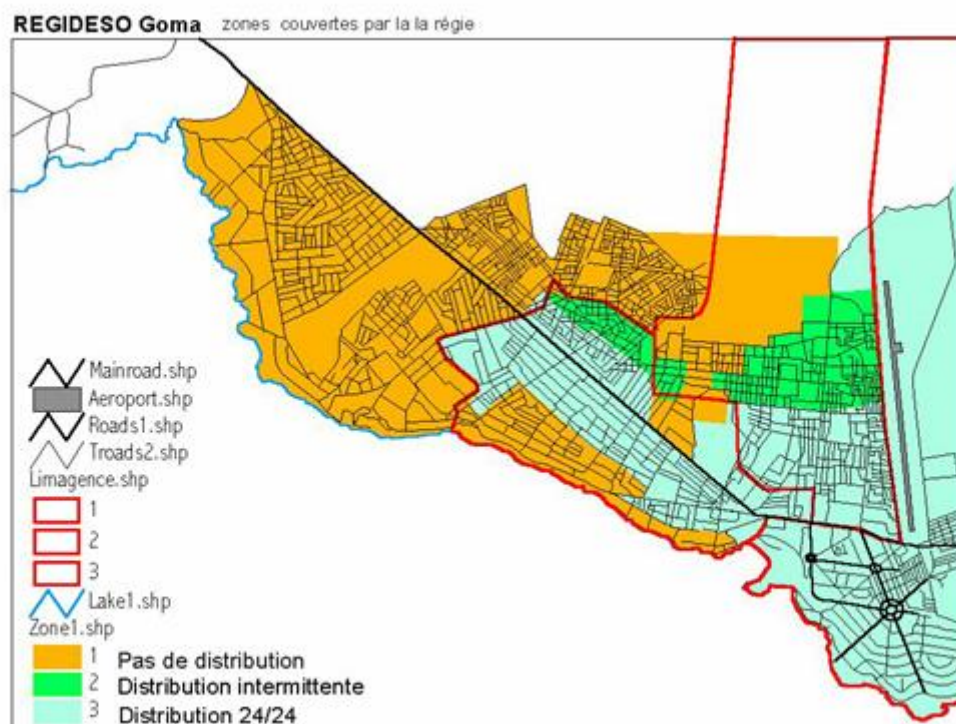 REGIDESO Goma zones couvertes par la la régie
Mainroad.shp
Aeroport.shp
Roads1.shp
Troads2.shp
Limagence.shp
1
2
3
Lake1.shp
Zone1.shp
1 Pas de distribution
2 Distribution intermittente
3 Distribution 24/24